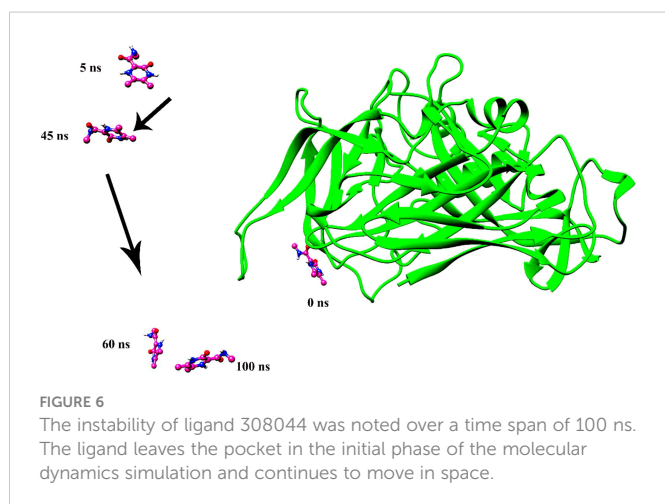 5 ns
45 ns
0 ns
60 ns
100 ns
FIGURE 6
The instability of ligand 308044 was noted over a time span of 100 ns.
The ligand leaves the pocket in the initial phase of the molecular
dynamics simulation and continues to move in space.